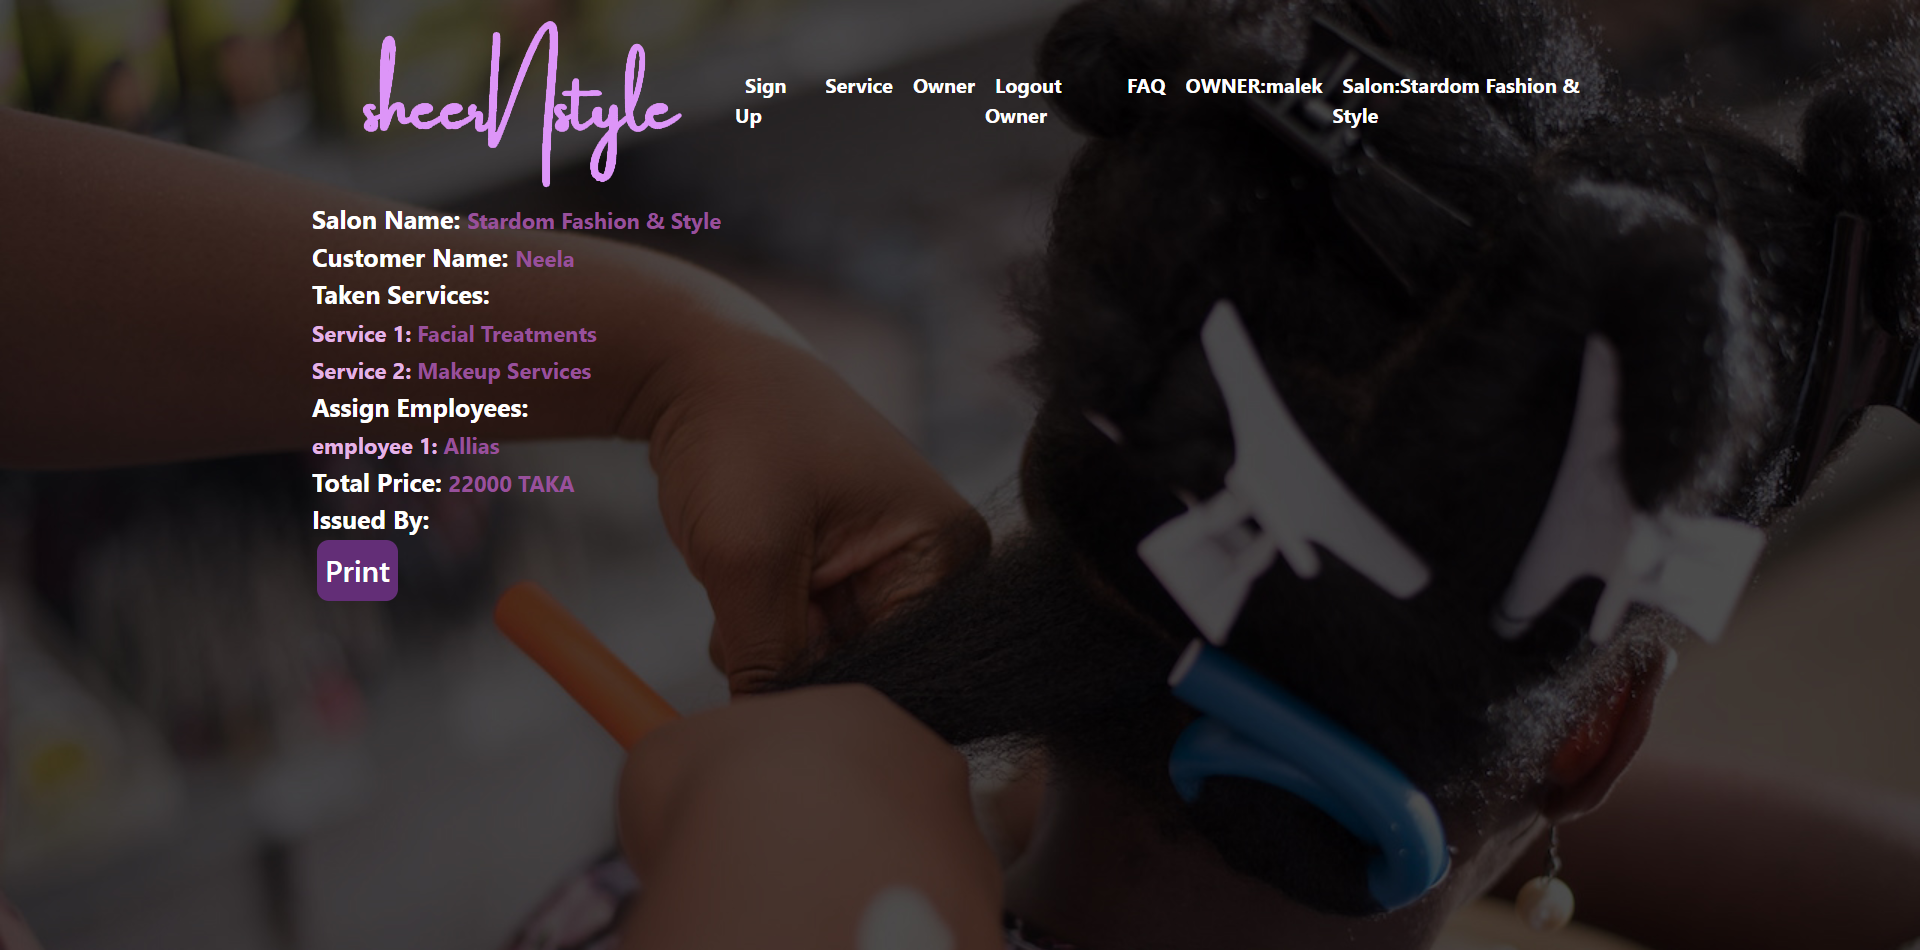 sheerNstyle
Sign Up Service Owner Logout Owner FAQ OWNER:malek Salon:Stardom Fashion & Style
Salon Name: Stardom Fashion & Style
Customer Name: Neela
Taken Services:
Service 1: Facial Treatments
Service 2: Makeup Services
Assign Employees:
employee 1: Allias
Total Price: 22000 TAKA
Issued By:
Print